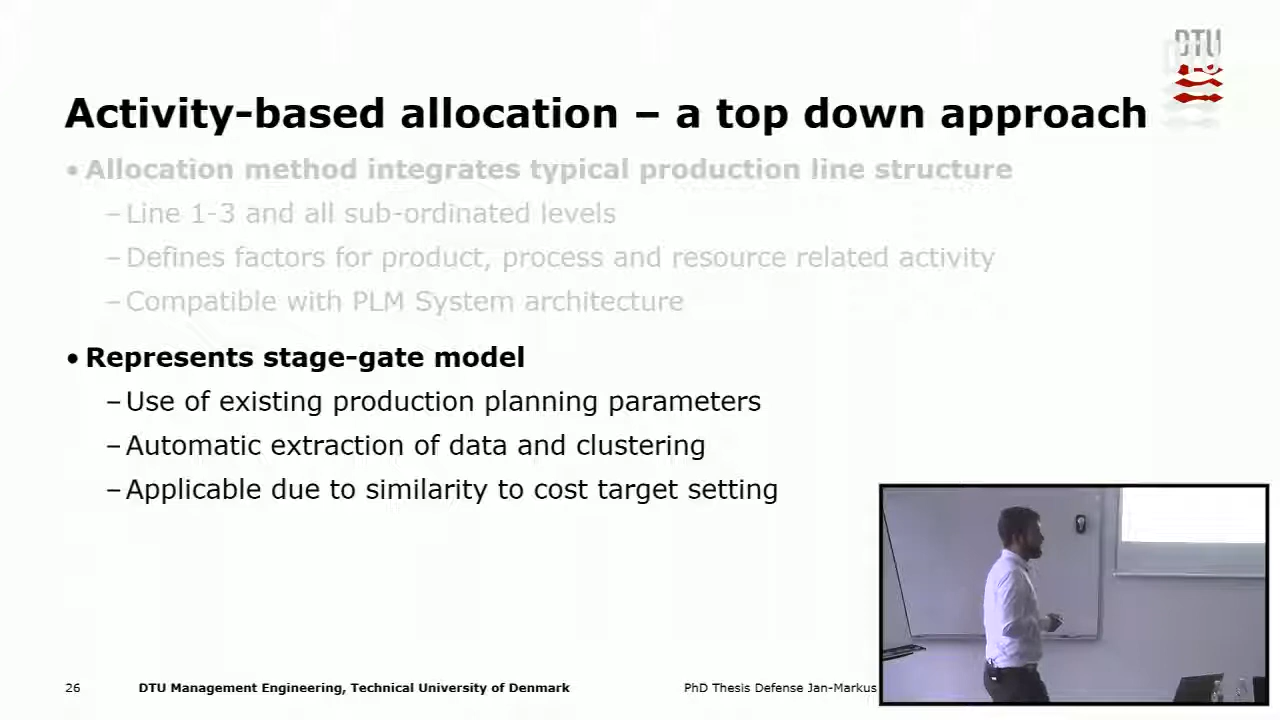 DTU
Activity-based allocation – a top down approach
• Allocation method integrates typical production line structure
– Line 1-3 and all sub-ordinated levels
– Defines factors for product, process and resource related activity
– Compatible with PLM System architecture
• Represents stage-gate model
– Use of existing production planning parameters
– Automatic extraction of data and clustering
– Applicable due to similarity to cost target setting
26 DTU Management Engineering, Technical University of Denmark PhD Thesis Defense Jan-Markus